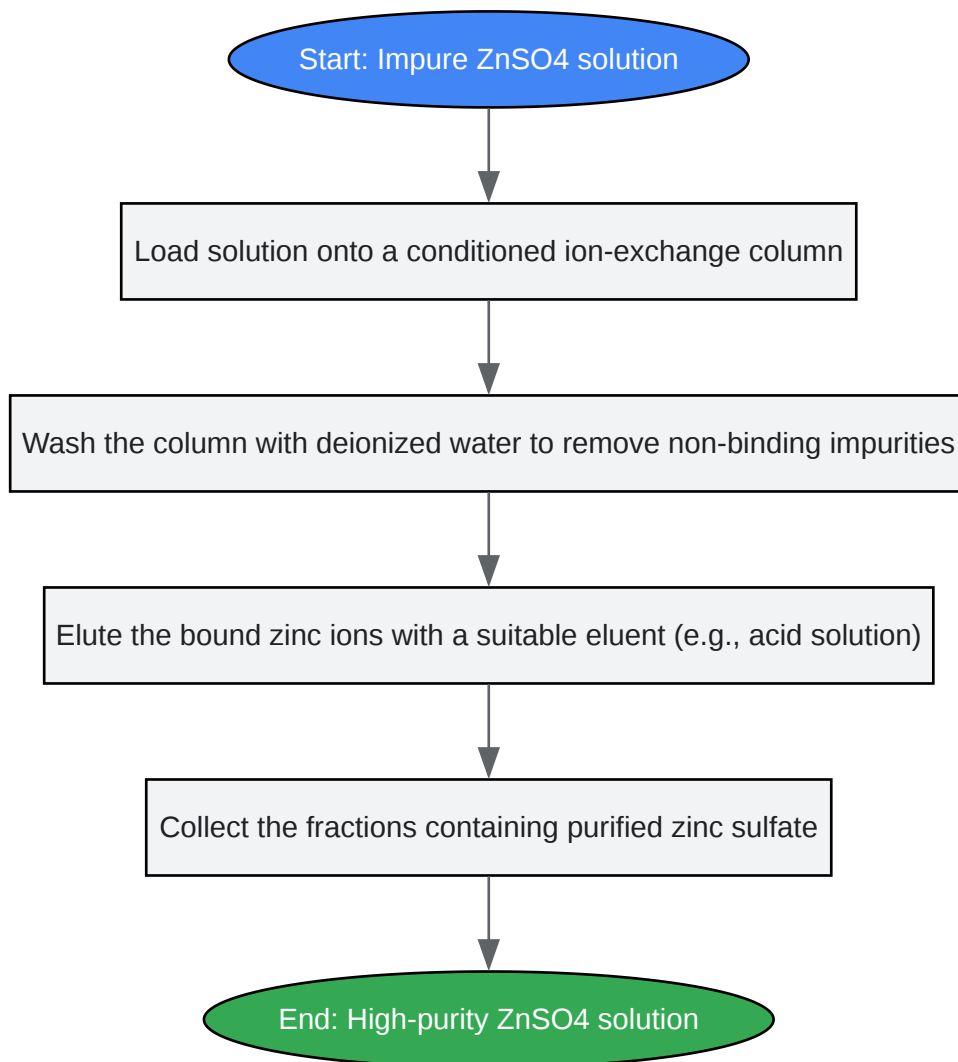 Start: Impure ZnSO4 solution
Load solution onto a conditioned ion-exchange column
Wash the column with deionized water to remove non-binding impurities
Elute the bound zinc ions with a suitable eluent (e.g., acid solution)
Collect the fractions containing purified zinc sulfate
End: High-purity ZnSO4 solution